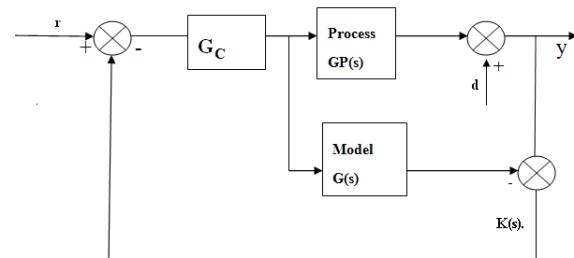 r
+
-
G_C
Process
GP(s)
+
d
y
Model
G(s)
-
K(s).